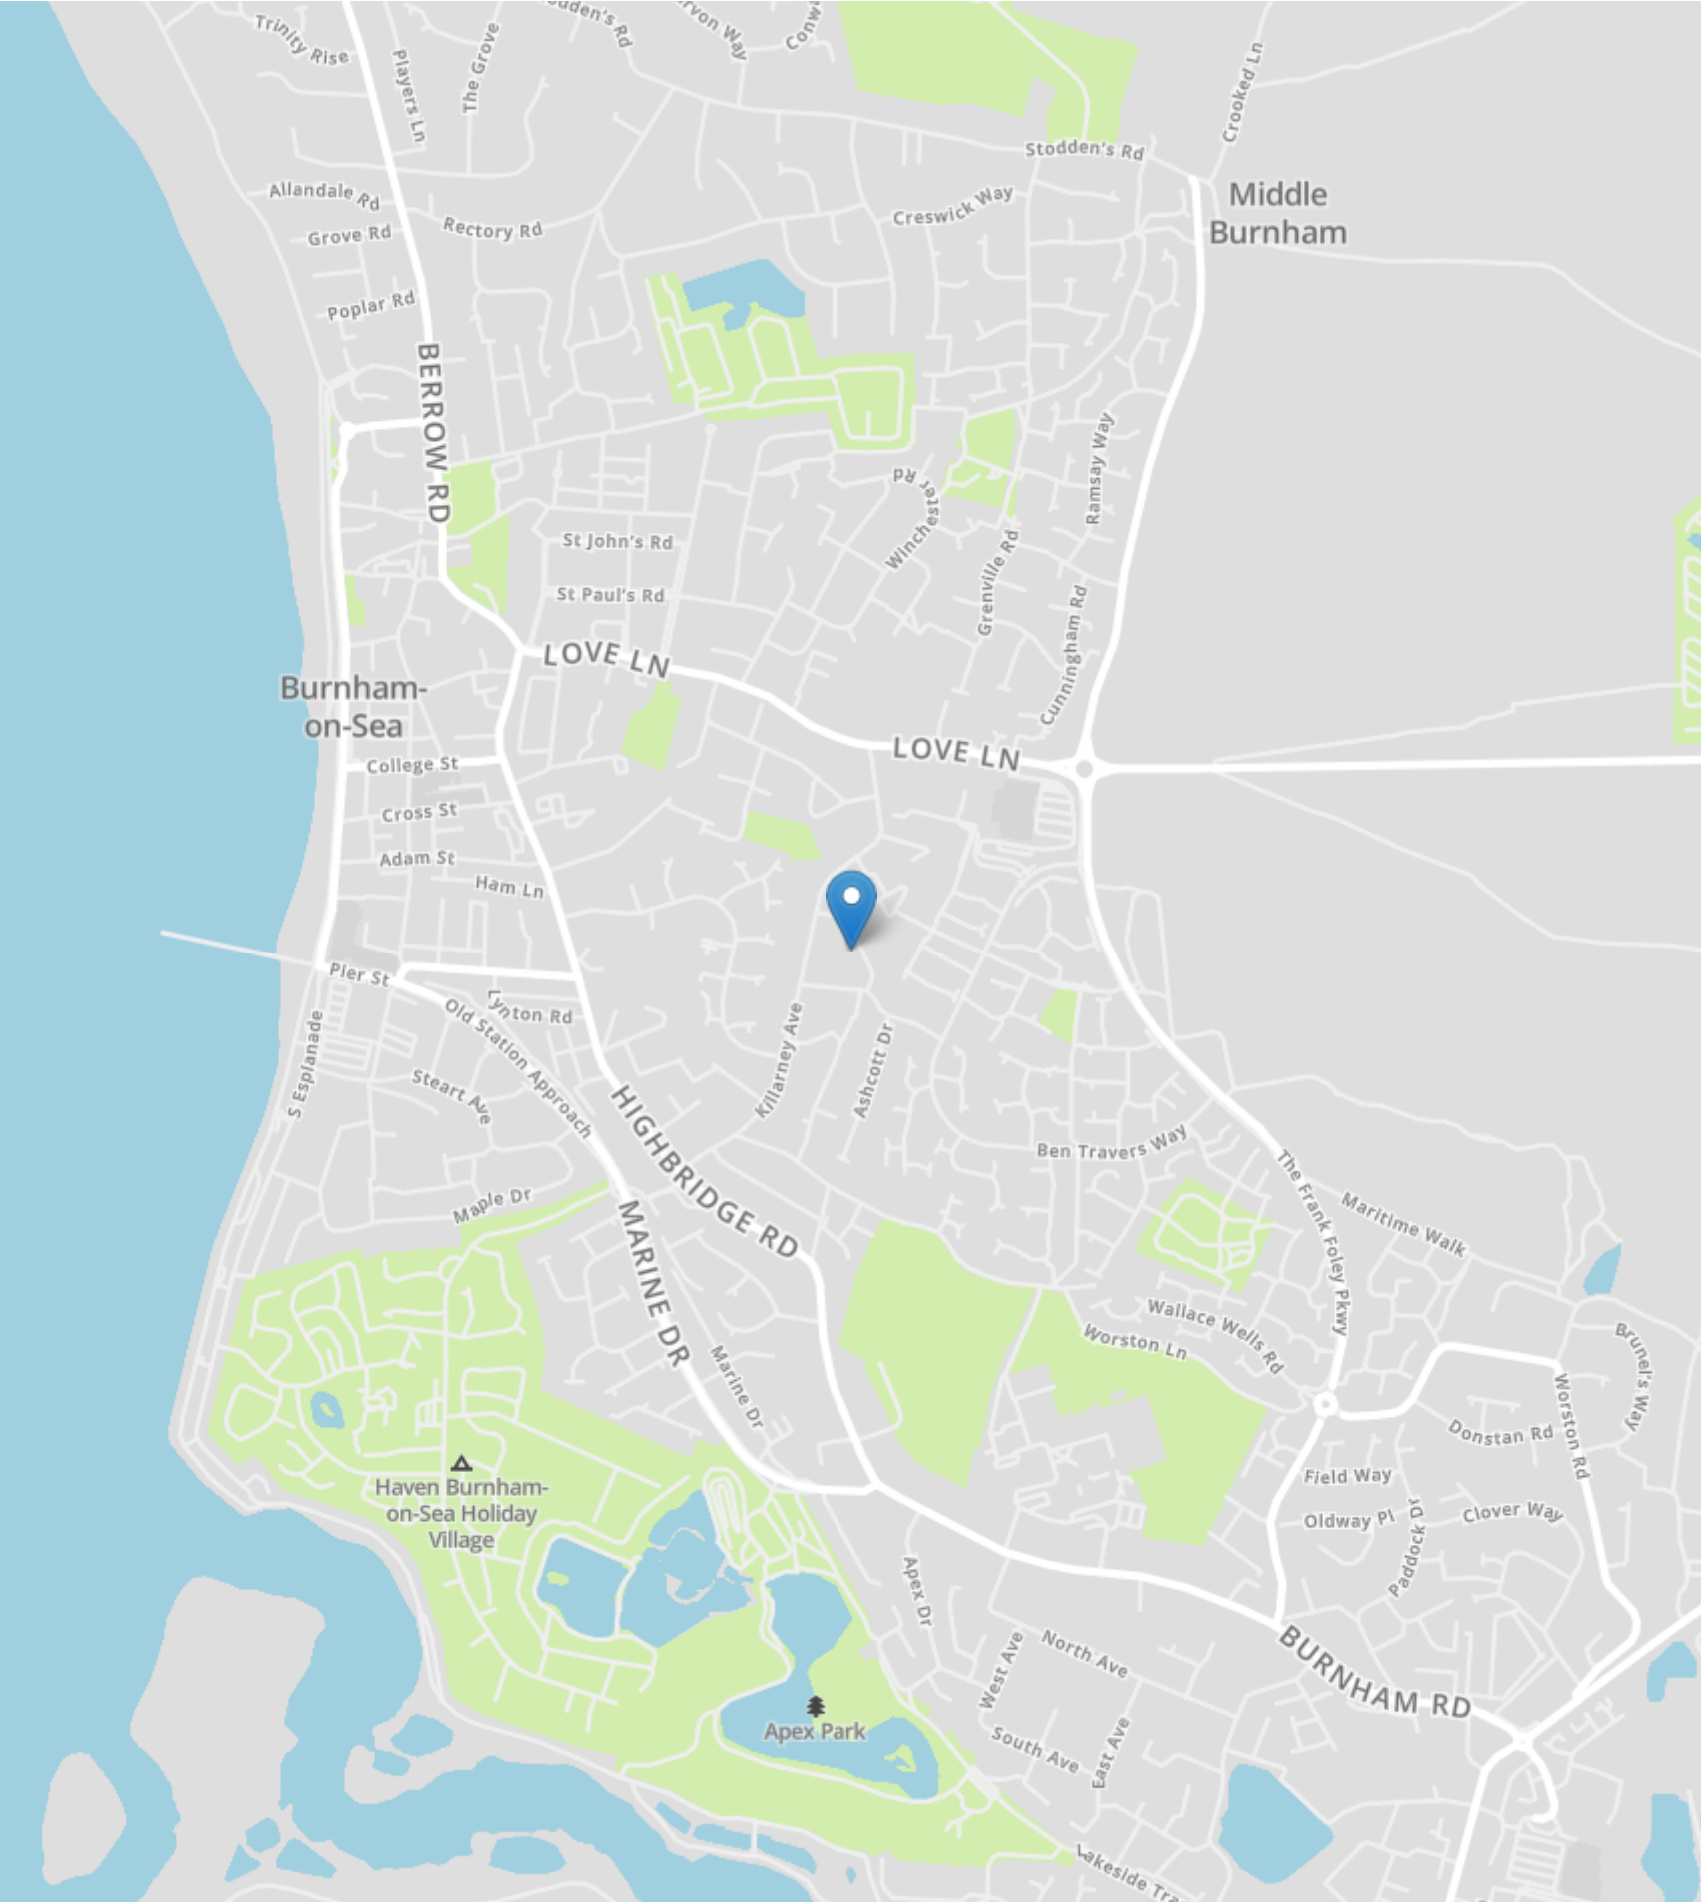 Trinity Rise
Players Ln
The Grove
Stodden's Rd
Crooked Ln
Allandale Rd
Rectory Rd
Grove Rd
Poplar Rd
Creswick Way
Middle
Burnham
BERROW RD
Ramsay Way
Winchester Rd
Grenville Rd
St John's Rd
St Paul's Rd
Cunningham Rd
LOVE LN
Burnham-
on-Sea
LOVE LN
College St
Cross St
Adam St
Ham Ln
Pier St
Lynton Rd
Old Station Approach
S Esplanade
Steart Ave
Killarney Ave
Ashcott Dr
HIGHBRIDGE RD
Ben Travers Way
The Frank Foley Pkwy
Maritime Walk
Maple Dr
MARINE DR
Wallace Wells Rd
Worston Ln
Brunel's Way
Marine Dr
Worston Rd
Donstan Rd
Field Way
Haven Burnham-
on-Sea Holiday
Village
Oldway Pl
Paddock Dr
Clover Way
Apex Dr
BURNHAM RD
West Ave
North Ave
Apex Park
South Ave
East Ave
Lakeside